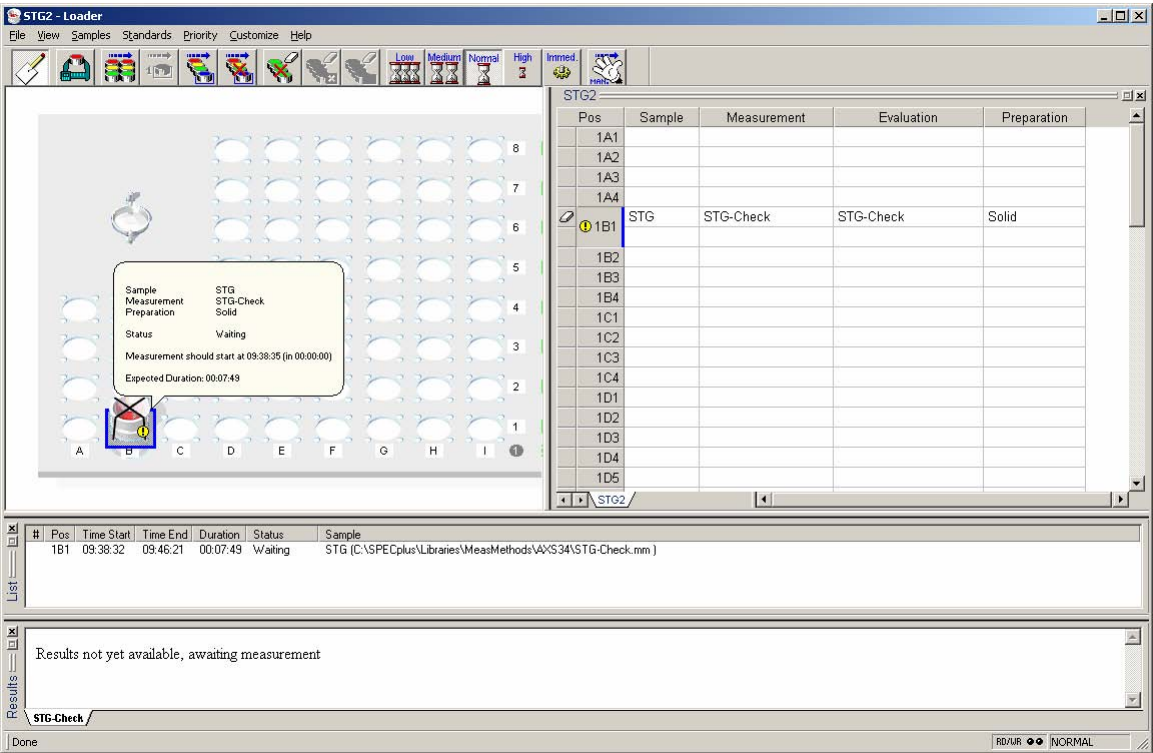 STG2 - Loader
File View Samples Standards Priority Customize Help
Low Medium Normal High Immed.
MAN.
8
7
6
5
4
3
2
1
A B C D E F G H I 1
Sample STG
Measurement STG-Check
Preparation Solid
Status Waiting
Measurement should start at 09:38:35 (in 00:00:00)
Expected Duration: 00:07:49
STG2
Pos Sample Measurement Evaluation Preparation
1A1
1A2
1A3
1A4
1B1 STG STG-Check STG-Check Solid
1B2
1B3
1B4
1C1
1C2
1C3
1C4
1D1
1D2
1D3
1D4
1D5
STG2
List
# Pos Time Start Time End Duration Status Sample
1B1 09:38:32 09:46:21 00:07:49 Waiting STG (C:\SPECplus\Libraries\MeasMethods\AXS34\STG-Check.mm )
Results
Results not yet available, awaiting measurement
STG-Check
Done RD/WR NORMAL